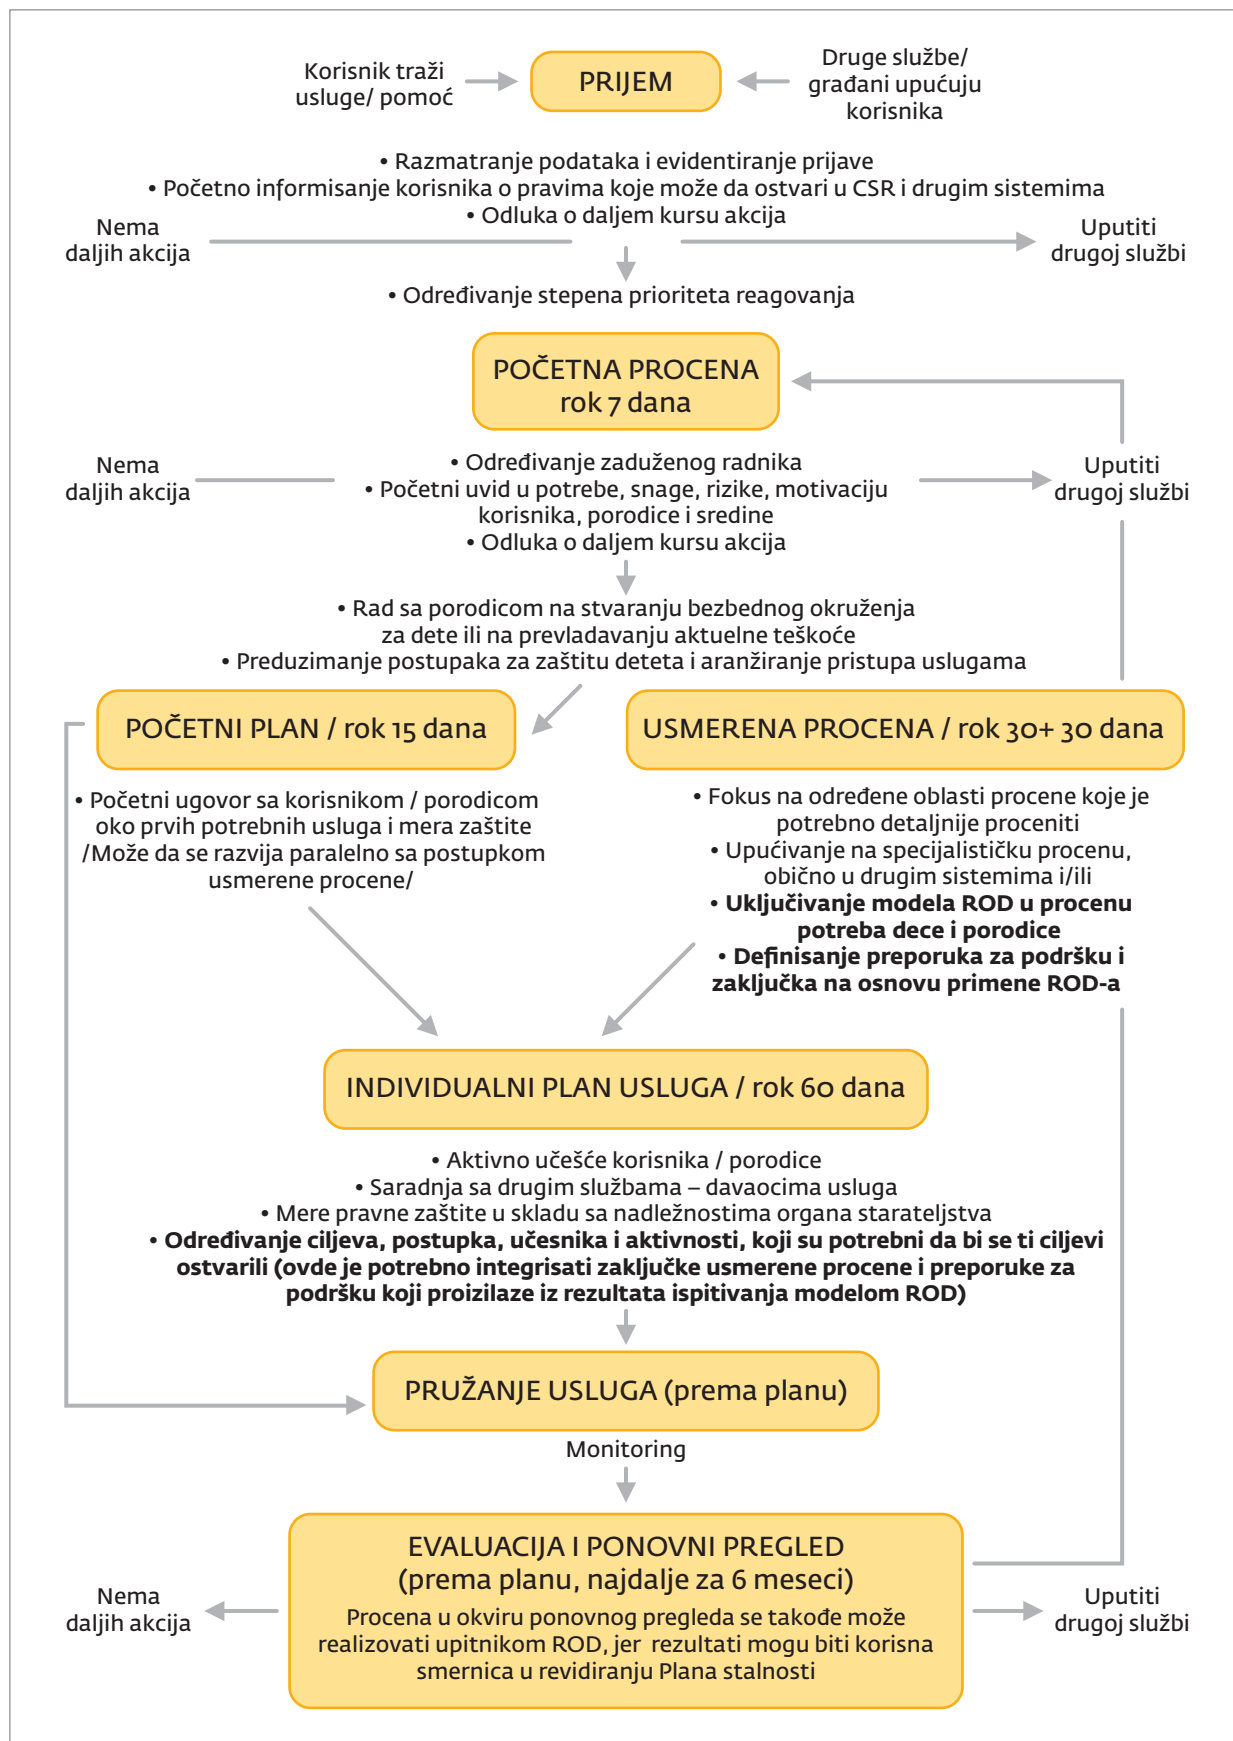 Korisnik traži
usluge/ pomoć
PRIJEM
Druge službe/
građani upućuju
korisnika
• Razmatranje podataka i evidentiranje prijave
• Početno informisanje korisnika o pravima koje može da ostvari u CSR i drugim sistemima
• Odluka o daljem kursu akcija
Nema
daljih akcija
Uputiti
drugoj službi
• Određivanje stepena prioriteta reagovanja
POČETNA PROCENA
rok 7 dana
Nema
daljih akcija
• Određivanje zaduženog radnika
• Početni uvid u potrebe, snage, rizike, motivaciju
korisnika, porodice i sredine
• Odluka o daljem kursu akcija
Uputiti
drugoj službi
• Rad sa porodicom na stvaranju bezbednog okruženja
za dete ili na prevladavanju aktuelne teškoće
• Preduzimanje postupaka za zaštitu deteta i aranžiranje pristupa uslugama
POČETNI PLAN / rok 15 dana
USMERENA PROCENA / rok 30+ 30 dana
• Početni ugovor sa korisnikom / porodicom
oko prvih potrebnih usluga i mera zaštite
/Može da se razvija paralelno sa postupkom
usmerene procene/
• Fokus na određene oblasti procene koje je
potrebno detaljnije proceniti
• Upućivanje na specijalističku procenu,
obično u drugim sistemima i/ili
• Uključivanje modela ROD u procenu
potreba dece i porodice
• Definisanje preporuka za podršku i
zaključka na osnovu primene ROD-a
INDIVIDUALNI PLAN USLUGA / rok 60 dana
• Aktivno učešće korisnika / porodice
• Saradnja sa drugim službama – davaocima usluga
• Mere pravne zaštite u skladu sa nadležnostima organa starateljstva
• Određivanje ciljeva, postupka, učesnika i aktivnosti, koji su potrebni da bi se ti ciljevi
ostvarili (ovde je potrebno integrisati zaključke usmerene procene i preporuke za
podršku koji proizilaze iz rezultata ispitivanja modelom ROD)
PRUŽANJE USLUGA (prema planu)
Monitoring
EVALUACIJA I PONOVNI PREGLED
(prema planu, najdalje za 6 meseci)
Procena u okviru ponovnog pregleda se takođe može
realizovati upitnikom ROD, jer rezultati mogu biti korisna
smernica u revidiranju Plana stalnosti
Nema
daljih akcija
Uputiti
drugoj službi